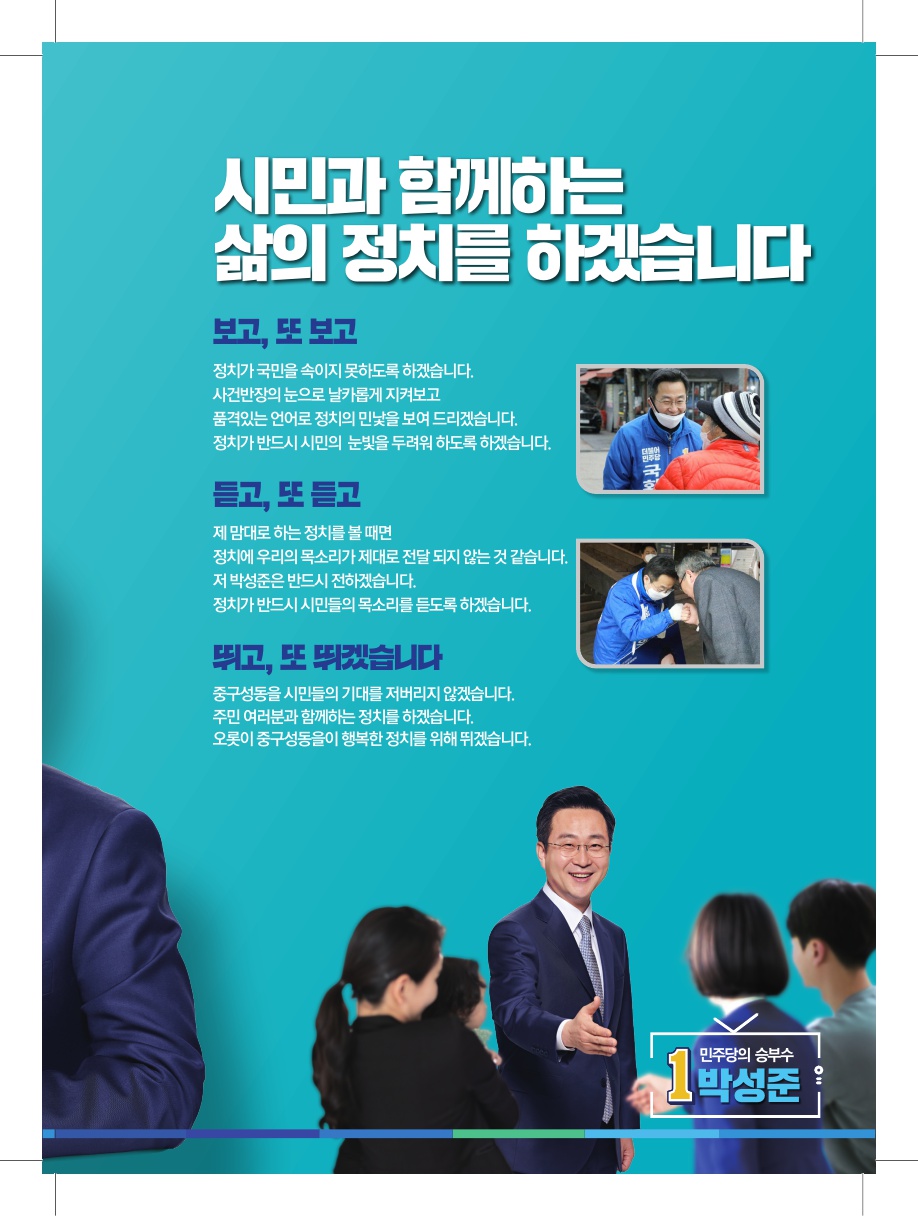 시민과 함께하는
삶의 정치를 하겠습니다
보고, 또 보고
정치가 국민을 속이지 못하도록 하겠습니다.
사건반장의 눈으로 날카롭게 지켜보고
품격있는 언어로 정치의 민낯을 보여 드리겠습니다.
정치가 반드시 시민의 눈빛을 두려워 하도록 하겠습니다.
더불어
민주당
국회
듣고, 또 듣고
제 맘대로 하는 정치를 볼 때면
정치에 우리의 목소리가 제대로 전달 되지 않는 것 같습니다.
저 박성준은 반드시 전하겠습니다.
정치가 반드시 시민들의 목소리를 듣도록 하겠습니다.
뛰고, 또 뛰겠습니다
중구성동을 시민들의 기대를 저버리지 않겠습니다.
주민 여러분과 함께하는 정치를 하겠습니다.
오롯이 중구성동을이 행복한 정치를 위해 뛰겠습니다.
민주당의 승부수
1 박성준